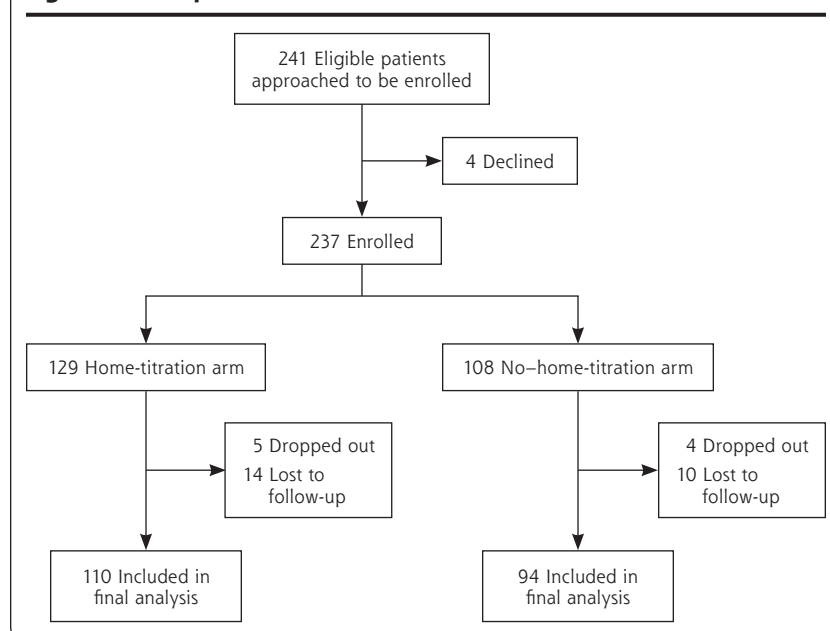 241 Eligible patients
approached to be enrolled
4 Declined
237 Enrolled
129 Home-titration arm
108 No–home-titration arm
5 Dropped out
14 Lost to
follow-up
4 Dropped out
10 Lost to
follow-up
110 Included in
final analysis
94 Included in
final analysis